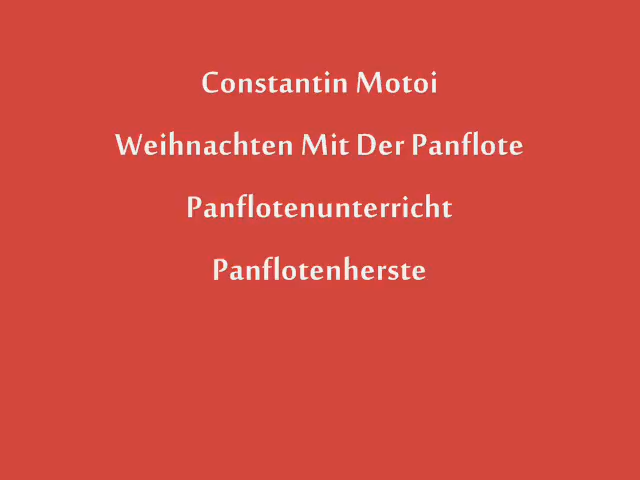 Constantin Motoi
Weihnachten Mit Der Panflote
Panflotenunterricht
Panflotenherste